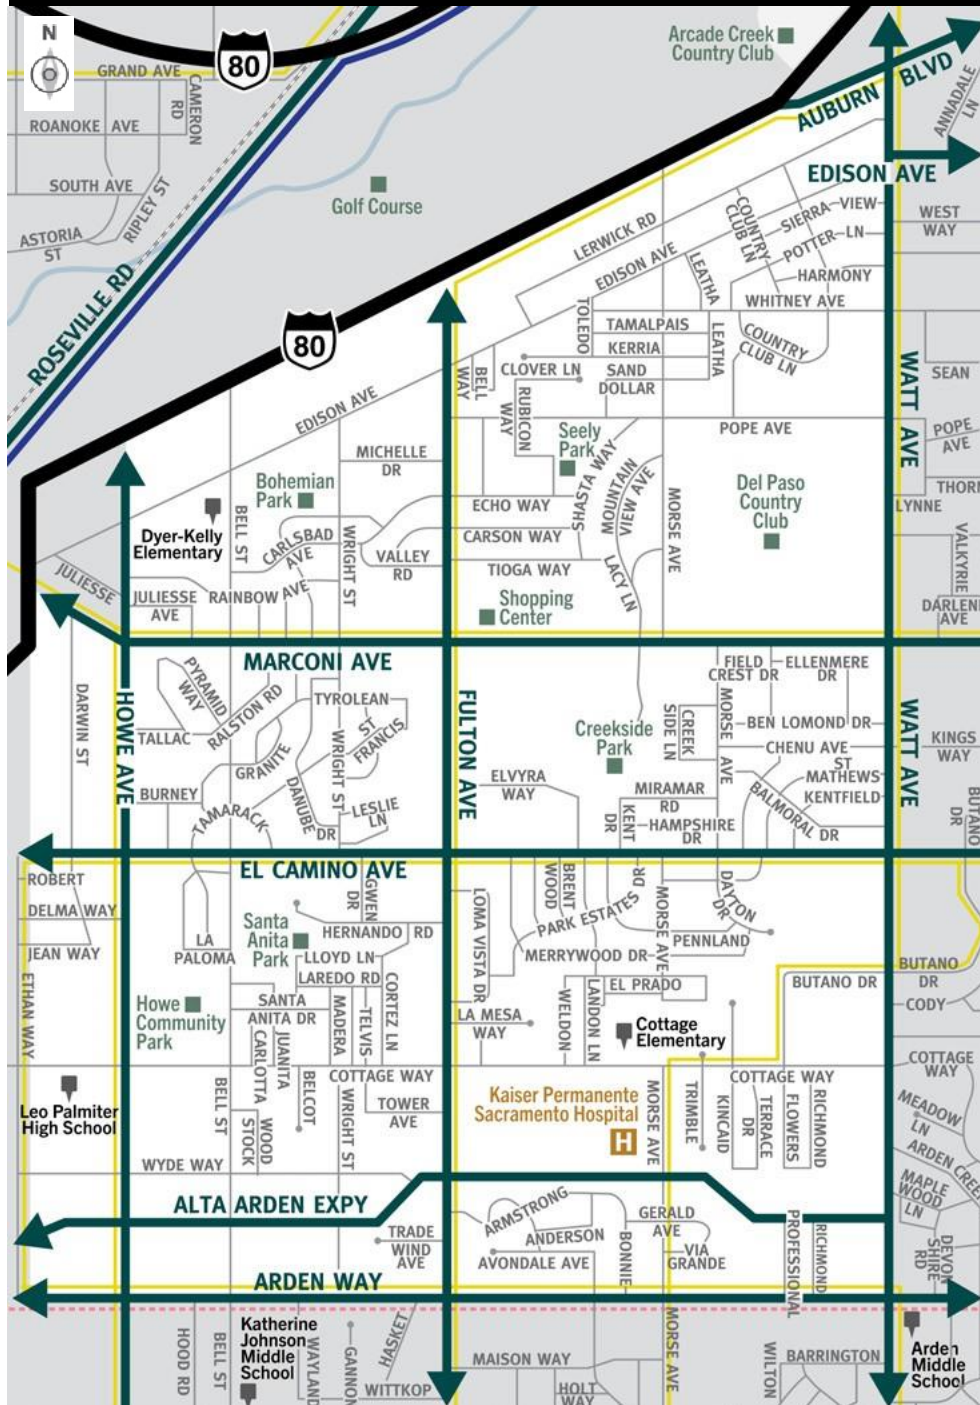 N
80
GRAND AVE
CAMERON
RD
ROANOKE AVE
SOUTH AVE
RIPLEY ST
ASTORIA
ST
ROSEVILLE RD
Golf Course
80
Arcade Creek
Country Club
AUBURN BLVD
ANNADALE
LN
EDISON AVE
WEST
WAY
LERWICK RD
EDISON AVE
COUNTRY
CLUB LN
SIERRA VIEW
POTTER LN
HARMONY
LEATHA
WHITNEY AVE
TOLEDO
TAMALPAIS
KERRIA
LEATHA
COUNTRY
CLUB LN
CLOVER LN
SAND
DOLLAR
BELL
WAY
RUBICON
WAY
WATT AVE
SEAN
POPE AVE
POPE
AVE
THORN
LYNNE
EDISON AVE
MICHELLE
DR
Seely
Park
SHASTA WAY
MOUNTAIN
VIEW AVE
MORSE AVE
Del Paso
Country
Club
Bohemian
Park
ECHO WAY
Dyer-Kelly
Elementary
BELL ST
CARLSBAD
AVE
WRIGHT ST
VALLEY
RD
CARSON WAY
TIOGA WAY
LACY LN
VALKYRIE
DARLENE
AVE
JULIESSE
JULIESSE
AVE
RAINBOW AVE
Shopping
Center
MARCONI AVE
HOWE AVE
DARWIN ST
PYRAMID
WAY
RALSTON RD
TALLAC
TYROLEAN
ST
FRANCIS
GRANITE
WRIGHT ST
DANUBE
DR
LESLIE
LN
BURNEY
TAMARACK
FULTON AVE
FIELD
CREST DR
ELLENMERE
DR
CREEK
SIDE LN
MORSE
AVE
BEN LOMOND DR
Creekside
Park
CHENU AVE
ST
MATHEWS
KENTFIELD
BALMORAL DR
WATT AVE
KINGS
WAY
BUTANO
DR
ELVYRA
WAY
MIRAMAR
RD
KENT
DR
HAMPSHIRE
DR
EL CAMINO AVE
ROBERT
DELMA WAY
JEAN WAY
ETHAN WAY
LA
PALOMA
Santa
Anita
Park
GWEN
DR
HERNANDO RD
LLOYD LN
LAREDO RD
CORTEZ LN
SANTA
ANITA DR
MADERA
TELVIS
Howe
Community
Park
JUANITA
CARLOTTA
LOMA VISTA DR
BRENT
WOOD
PARK ESTATES DR
MORSE AVE
DAYTON
DR
PENNLAND
MERRYWOOD DR
EL PRADO
LANDON LN
WELDON
LA MESA
WAY
BUTANO DR
BUTANO
DR
CODY
Cottage
Elementary
COTTAGE
WAY
Leo Palmiter
High School
BELL ST
WOOD
STOCK
BELCOT
COTTAGE WAY
TOWER
AVE
WRIGHT ST
Kaiser Permanente
Sacramento Hospital
H
MORSE AVE
TRIMBLE
KINCAID
COTTAGE WAY
TERRACE
DR
FLOWERS
RICHMOND
MEADOW
LN
ARDEN CREEK
MAPLE
WOOD
LN
DEVON
SHIRE
RD
WYDE WAY
ALTA ARDEN EXPY
TRADE
WIND
AVE
ARMSTRONG
ANDERSON
AVONDALE AVE
BONNIE
GERALD
AVE
VIA
GRANDE
PROFESSIONAL
RICHMOND
ARDEN WAY
HOOD RD
BELL ST
Katherine
Johnson
Middle
School
WAYLAND
GANNON
HASKET
WITTKOP
MAISON WAY
HOLT
WAY
MORSE AVE
WILTON
BARRINGTON
Arden
Middle
School